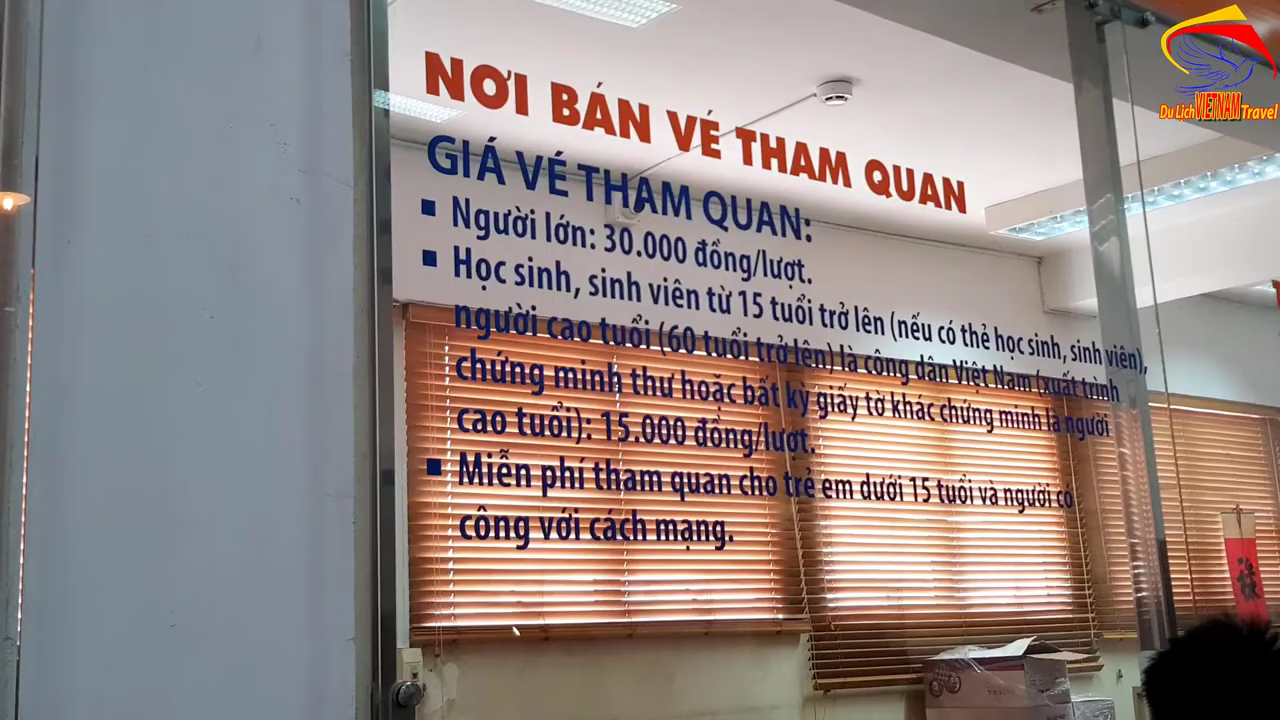 Du Lịch VIETNAM Travel
NƠI BÁN VÉ THAM QUAN
GIÁ VÉ THAM QUAN:
▪ Người lớn: 30.000 đồng/lượt.
▪ Học sinh, sinh viên từ 15 tuổi trở lên (nếu có thẻ học sinh, sinh viên),
người cao tuổi (60 tuổi trở lên) là công dân Việt Nam (xuất trình
chứng minh thư hoặc bất kỳ giấy tờ khác chứng minh là người
cao tuổi): 15.000 đồng/lượt.
▪ Miễn phí tham quan cho trẻ em dưới 15 tuổi và người có
công với cách mạng.